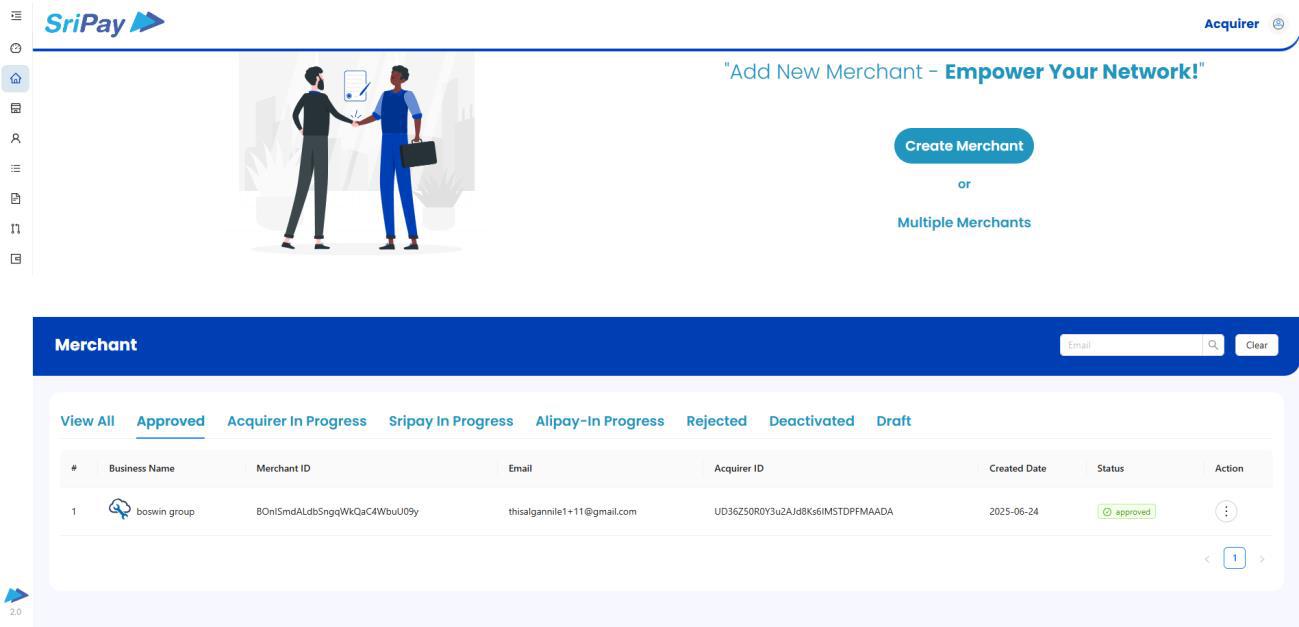 SriPay
Acquirer
"Add New Merchant - Empower Your Network!"
Create Merchant
or
Multiple Merchants
Merchant
Email
Clear
View All Approved Acquirer In Progress Sripay In Progress Alipay-In Progress Rejected Deactivated Draft
# Business Name Merchant ID Email Acquirer ID Created Date Status Action
1 boswin group BOnISmdALdbSngqWkQaC4WbuU09y thisalgannile1+11@gmail.com UD36Z50R0Y3u2AJd8Ks6IMSTDPFMAADA 2025-06-24 approved
1
2.0